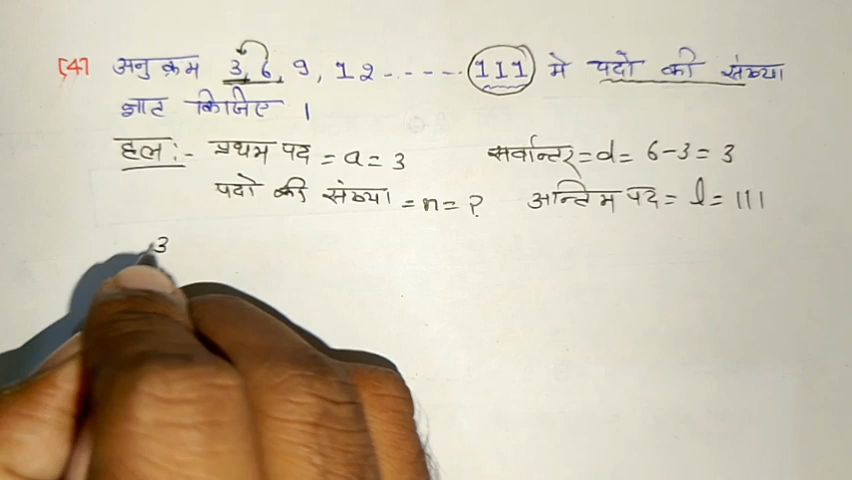 (4) अनुक्रम 3, 6, 9, 12 ------ 111 मे पदो की संख्या
ज्ञात किजिए ।
हल :- प्रथम पद = a = 3 सर्वान्तर = d = 6-3 = 3
पदो की संख्या = n = ? अन्तिम पद = l = 111
3